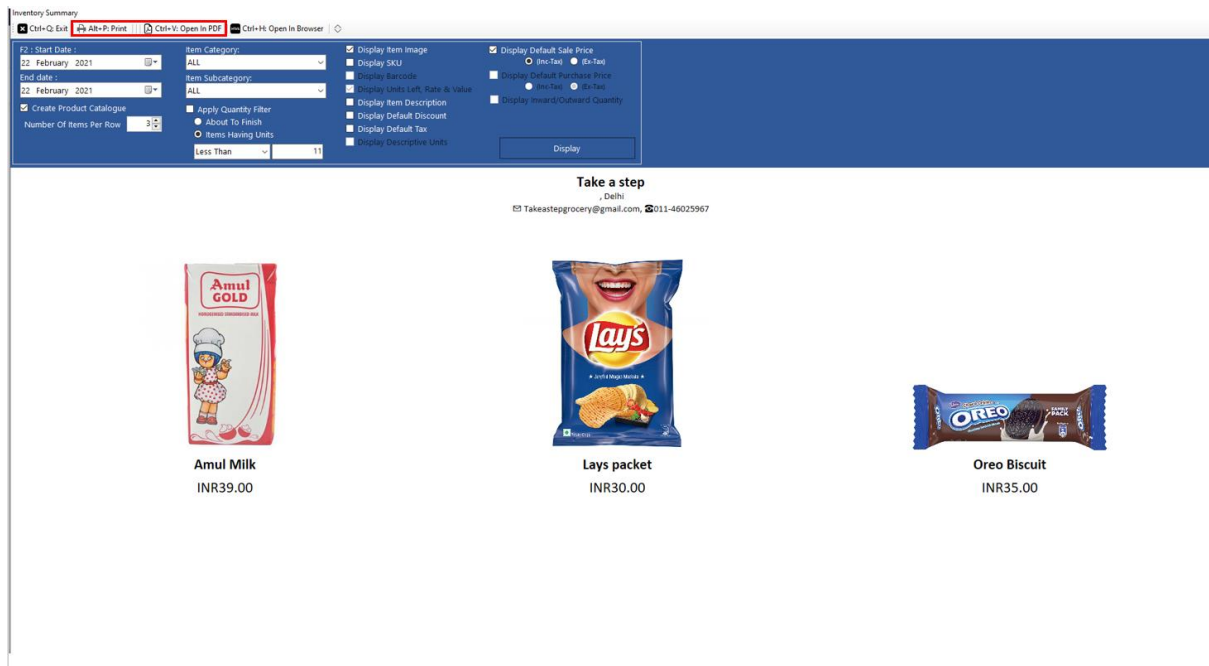 Inventory Summary
Ctrl+Q: Exit Alt+P: Print Ctrl+V: Open In PDF Ctrl+H: Open In Browser
F2 : Start Date :
22 February 2021
End date :
22 February 2021
Create Product Catalogue
Number Of Items Per Row 3
Item Category:
ALL
Item Subcategory:
ALL
Apply Quantity Filter
About To Finish
Items Having Units
Less Than 11
Display Item Image
Display SKU
Display Barcode
Display Units Left, Rate & Value
Display Item Description
Display Default Discount
Display Default Tax
Display Descriptive Units
Display Default Sale Price
(Inc-Tax) (Ex-Tax)
Display Default Purchase Price
(Inc-Tax) (Ex-Tax)
Display Inward/Outward Quantity
Display
Take a step
, Delhi
Takeastepgrocery@gmail.com, 011-46025967
Amul
GOLD
Lay's
OREO
FAMILY
PACK
Amul Milk
Lays packet
Oreo Biscuit
INR39.00
INR30.00
INR35.00